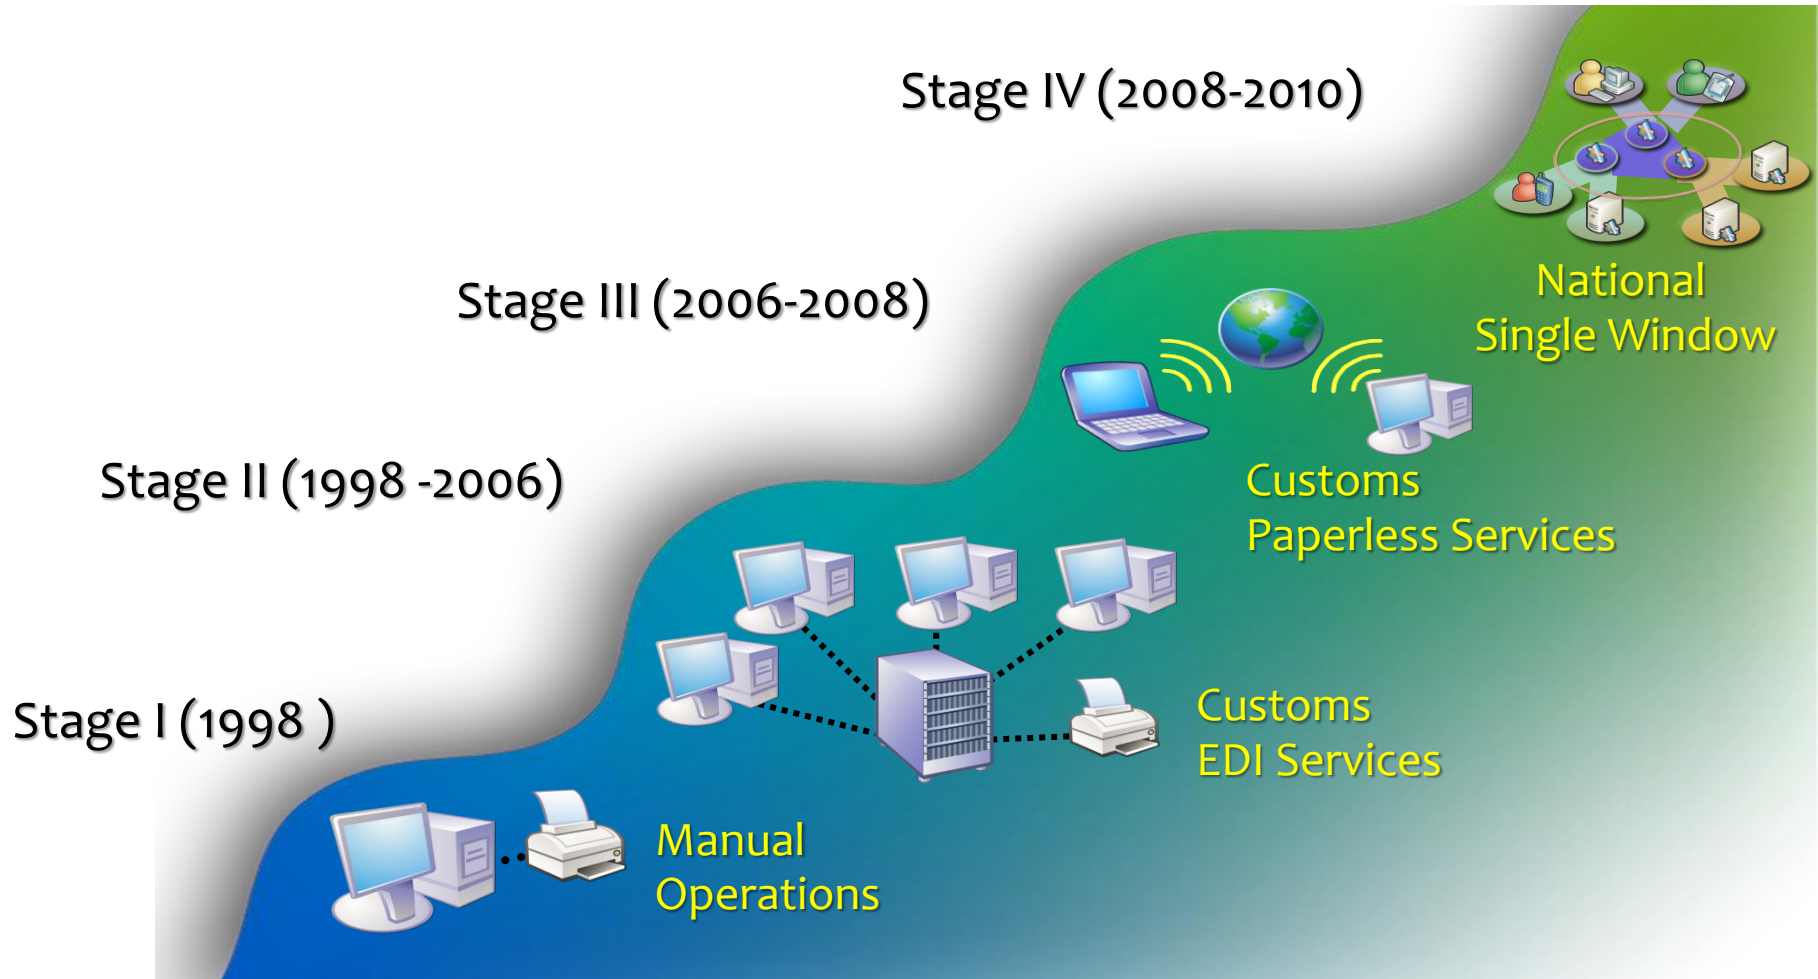 Stage IV (2008-2010)
National
Single Window
Stage III (2006-2008)
Customs
Paperless Services
Stage II (1998 -2006)
Customs
EDI Services
Stage I (1998 )
Manual
Operations